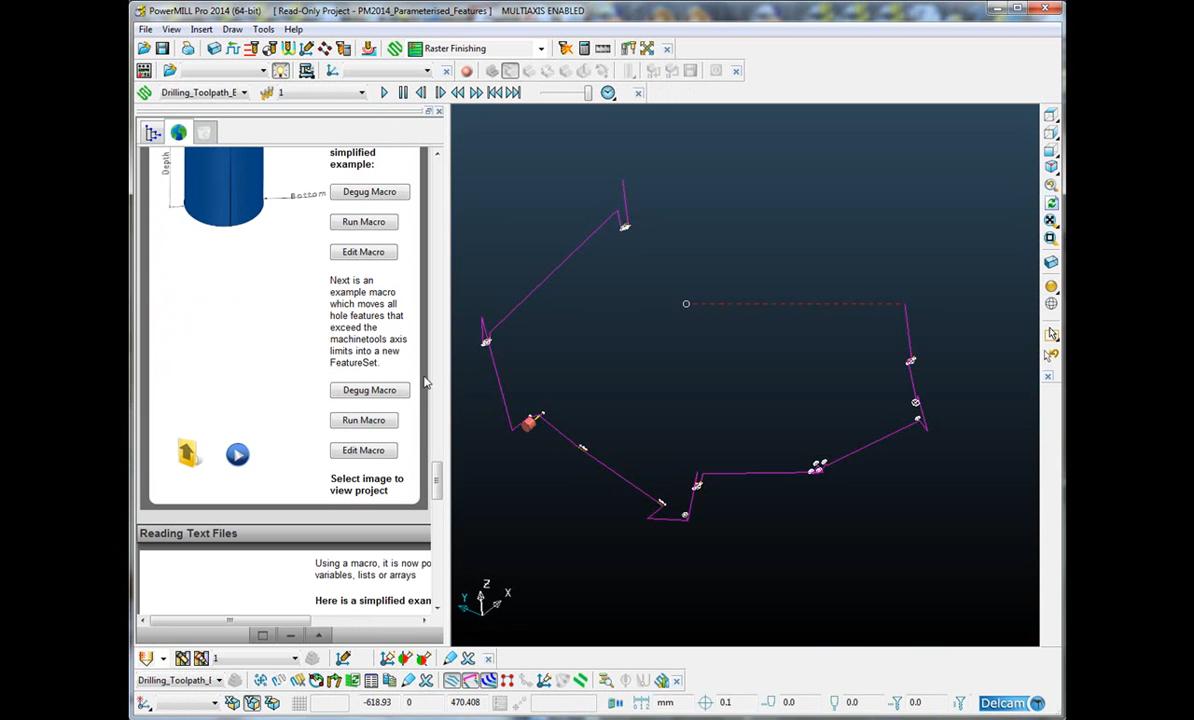 PowerMILL Pro 2014 (64-bit) [ Read-Only Project - PM2014_Parameterised_Features ] MULTIAXIS ENABLED
File View Insert Draw Tools Help
Raster Finishing
Drilling_Toolpath_E 1
Depth
Bottom
simplified
example:
Degug Macro
Run Macro
Edit Macro
Next is an
example macro
which moves all
hole features that
exceed the
machinetools axis
limits into a new
FeatureSet.
Degug Macro
Run Macro
Edit Macro
Select image to
view project
Reading Text Files
Using a macro, it is now po
variables, lists or arrays
Here is a simplified exam
Z
Y
X
1
Drilling_Toolpath_E
-618.93 0 470.408 mm 0.1 0.0 0.0 0.0 Delcam